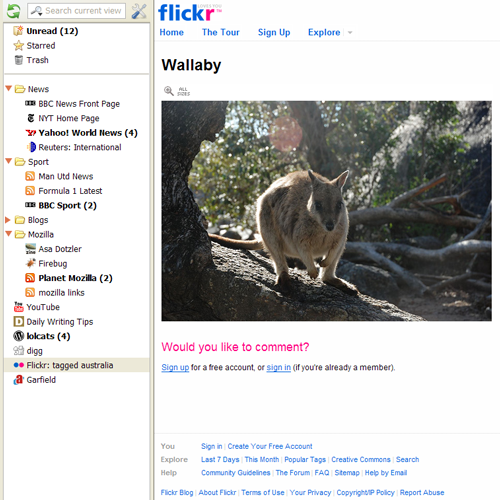 Search current view
Unread (12)
Starred
Trash
News
BBC News Front Page
NYT Home Page
Yahoo! World News (4)
Reuters: International
Sport
Man Utd News
Formula 1 Latest
BBC Sport (2)
Blogs
Mozilla
Asa Dotzler
Firebug
Planet Mozilla (2)
mozilla links
YouTube
Daily Writing Tips
lolcats (4)
digg
Flickr: tagged australia
Garfield
flickr
Home The Tour Sign Up Explore
Wallaby
ALL
SIZES
Would you like to comment?
Sign up for a free account, or sign in (if you're already a member).
You Sign in | Create Your Free Account
Explore Last 7 Days | This Month | Popular Tags | Creative Commons | Search
Help Community Guidelines | The Forum | FAQ | Sitemap | Help by Email
Flickr Blog | About Flickr | Terms of Use | Your Privacy | Copyright/IP Policy | Report Abuse